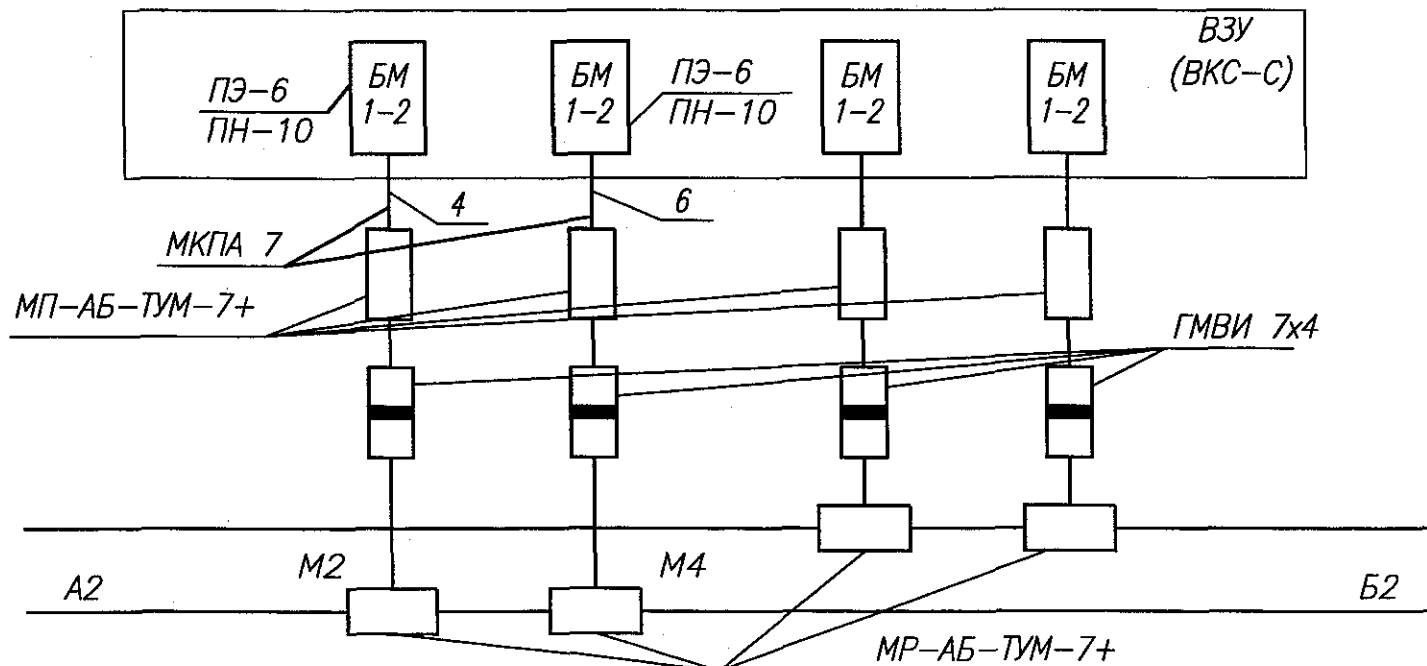 ВЗУ
(ВКС-С)
БМ
1-2
БМ
1-2
БМ
1-2
БМ
1-2
ПЭ-6
ПН-10
ПЭ-6
ПН-10
4
6
МКПА 7
МП-АБ-ТУМ-7+
ГМВИ 7х4
М2
М4
А2
Б2
МР-АБ-ТУМ-7+